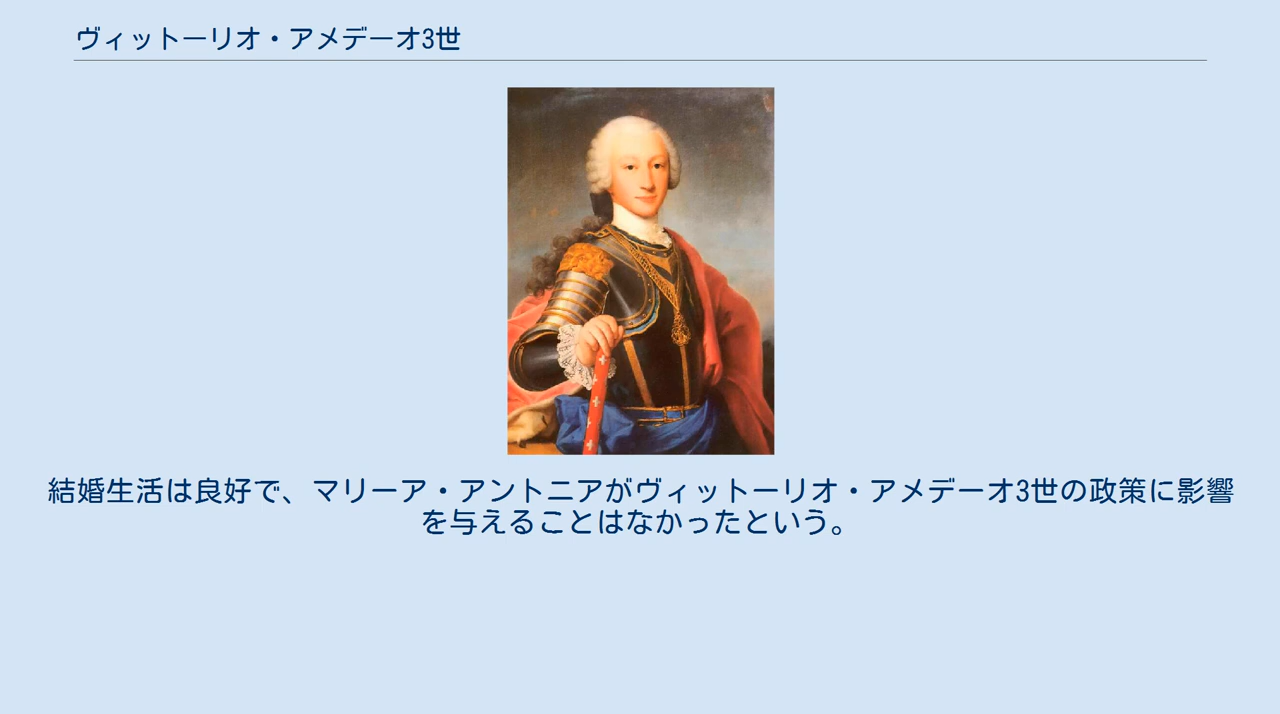 ヴィットーリオ・アメデーオ3世
結婚生活は良好で、マリーア・アントニアがヴィットーリオ・アメデーオ3世の政策に影響
を与えることはなかったという。